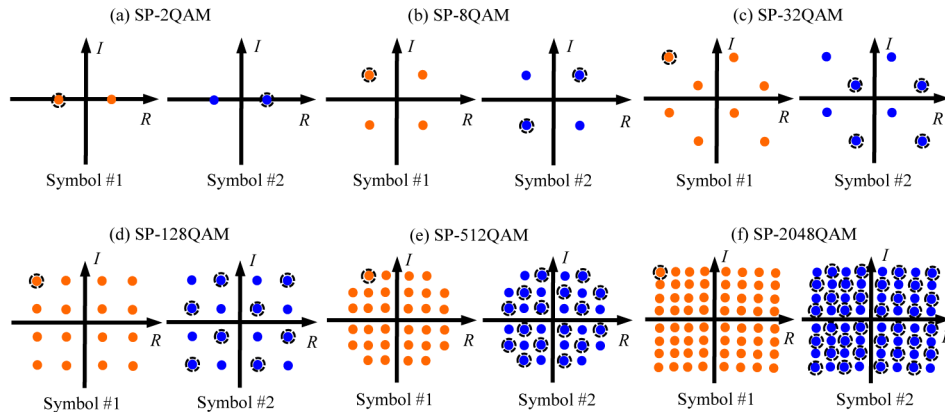 (a) SP-2QAM
I
R
Symbol #1
I
R
Symbol #2
(b) SP-8QAM
I
R
Symbol #1
I
R
Symbol #2
(c) SP-32QAM
I
R
Symbol #1
I
R
Symbol #2
(d) SP-128QAM
I
R
Symbol #1
I
R
Symbol #2
(e) SP-512QAM
I
R
Symbol #1
I
R
Symbol #2
(f) SP-2048QAM
I
R
Symbol #1
I
Symbol #2